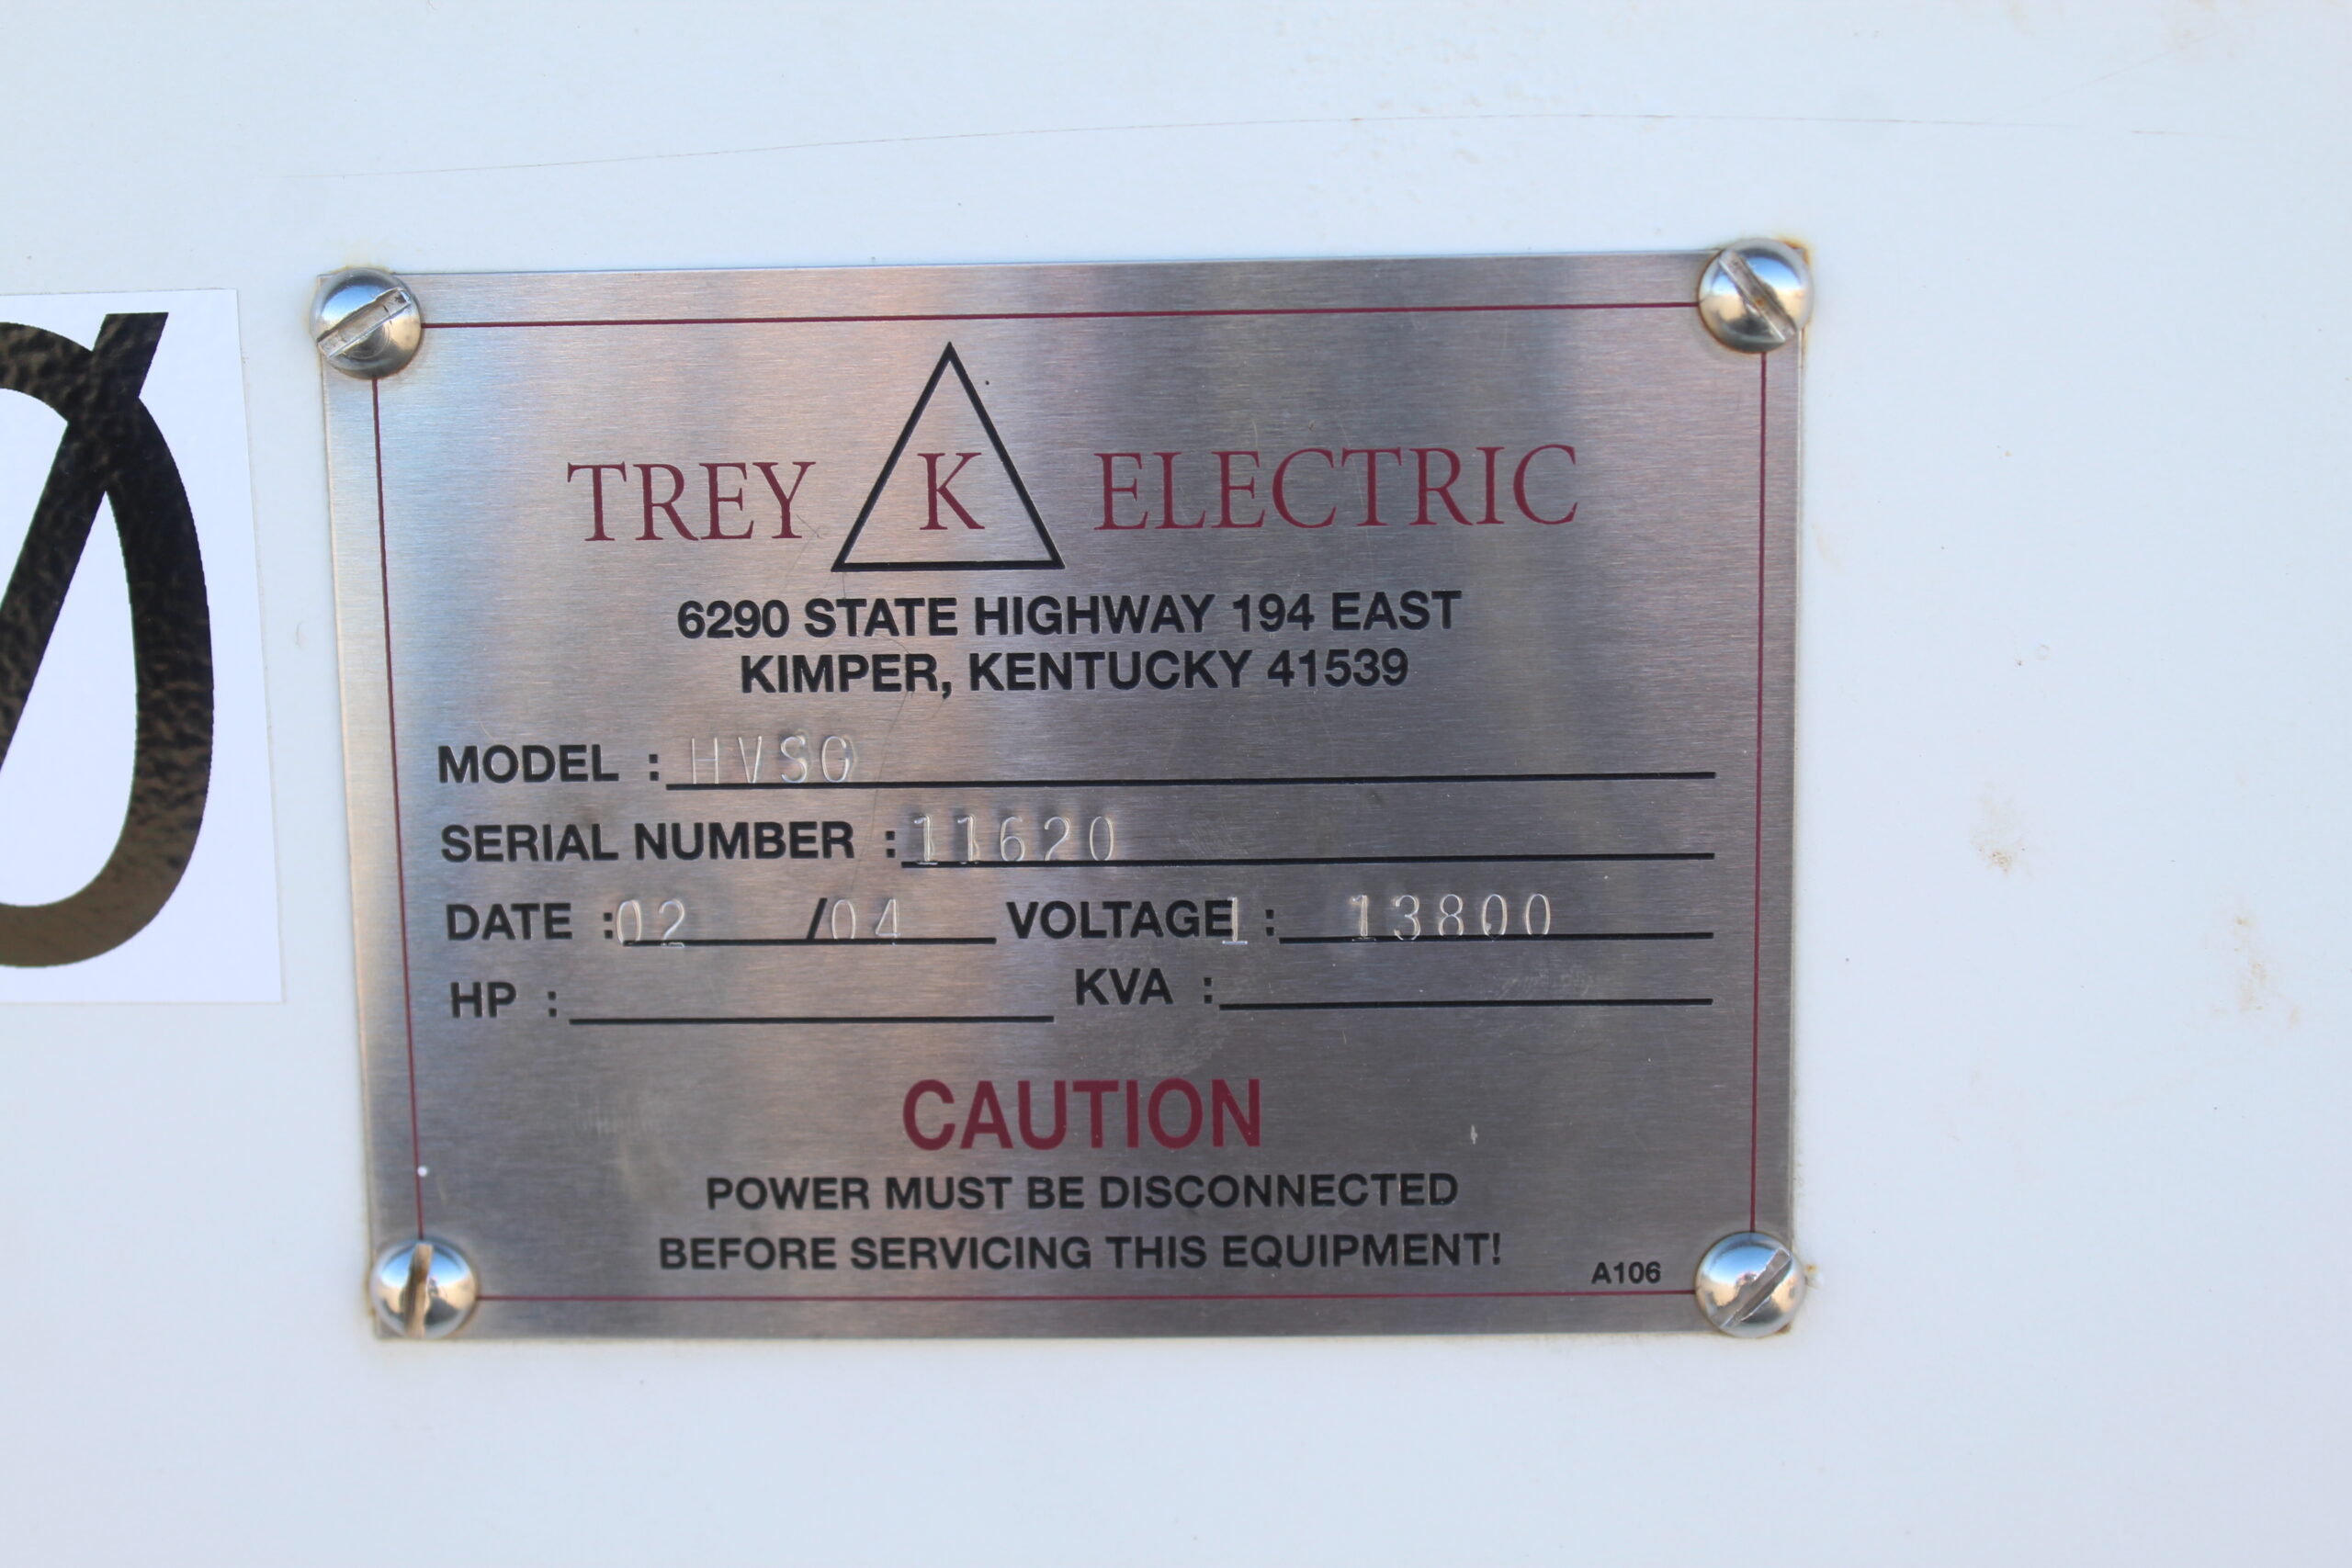 Ø
TREY K ELECTRIC
6290 STATE HIGHWAY 194 EAST
KIMPER, KENTUCKY 41539
MODEL : HVSG
SERIAL NUMBER : 11620
DATE : 02 /04 VOLTAGE 1 : 13800
HP : KVA :
CAUTION
POWER MUST BE DISCONNECTED
BEFORE SERVICING THIS EQUIPMENT!
A106